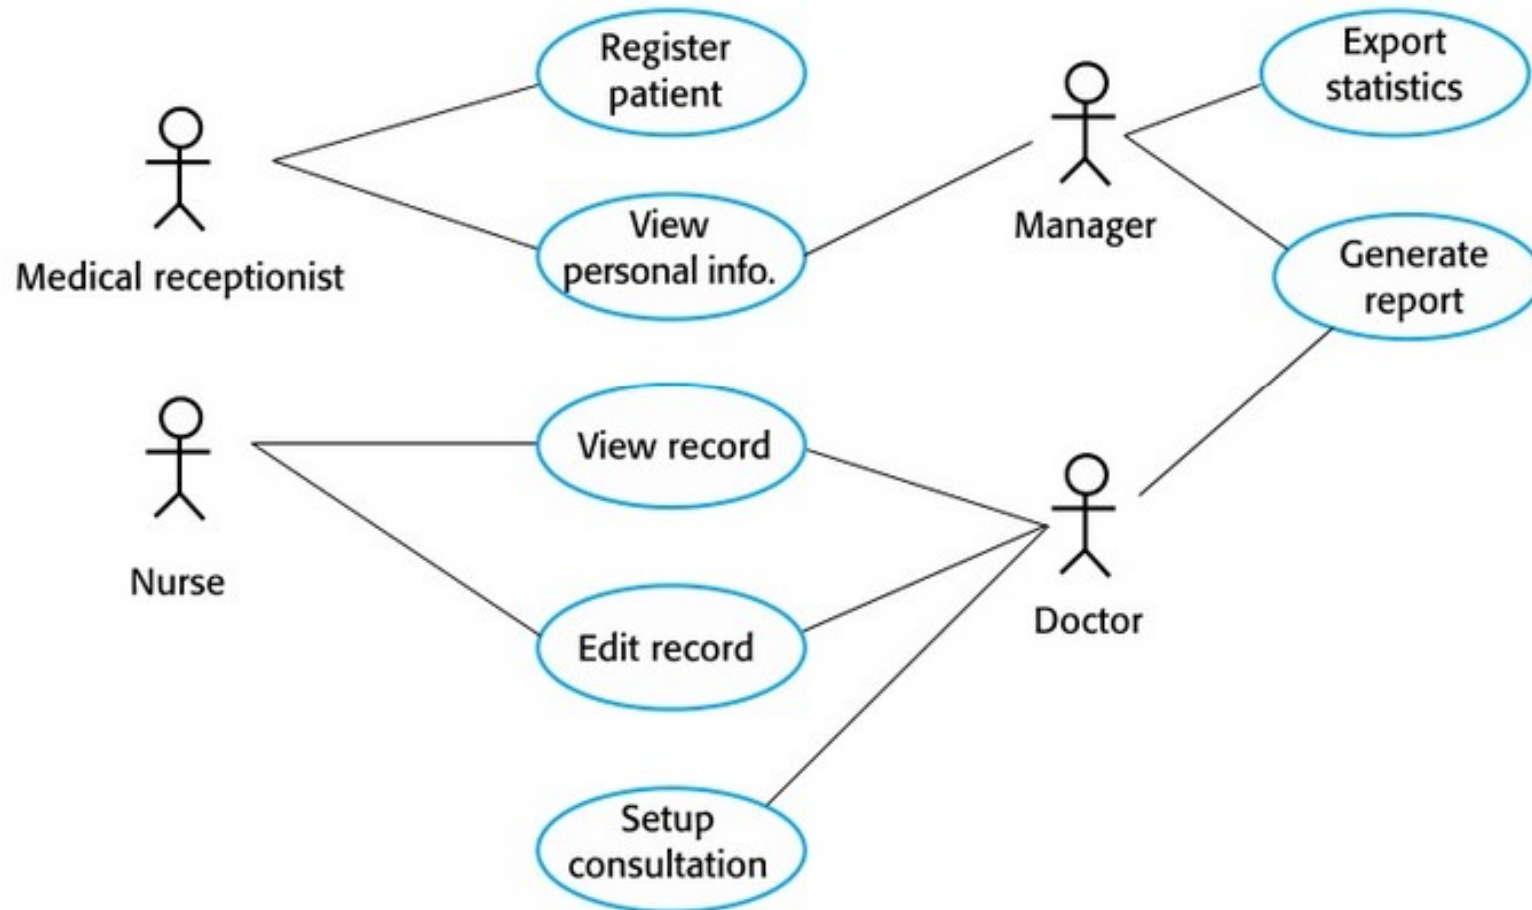 Register
patient
Export
statistics
Medical receptionist
View
personal info.
Manager
Generate
report
Nurse
View record
Doctor
Edit record
Setup
consultation